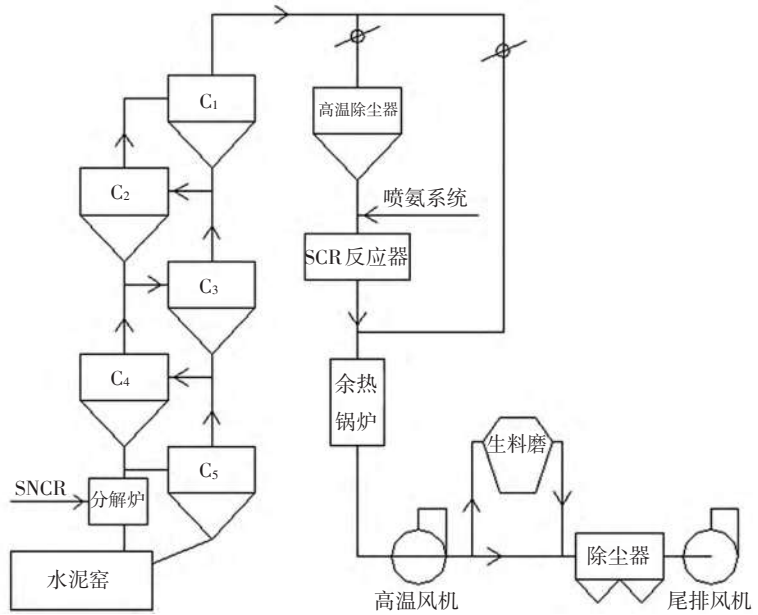 C1
高温除尘器
C2
喷氨系统
SCR反应器
C3
C4
余热
锅炉
生料磨
C5
SNCR
分解炉
水泥窑
除尘器
高温风机
尾排风机